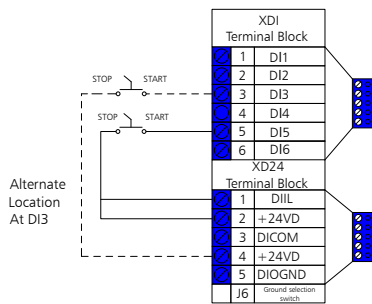 XDI
Terminal Block
1 DI1
2 DI2
3 DI3
4 DI4
5 DI5
6 DI6
XD24
Terminal Block
1 DIIL
2 +24VD
3 DICOM
4 +24VD
5 DIOGND
J6 Ground selection
switch
STOP START
STOP START
Alternate
Location
At DI3